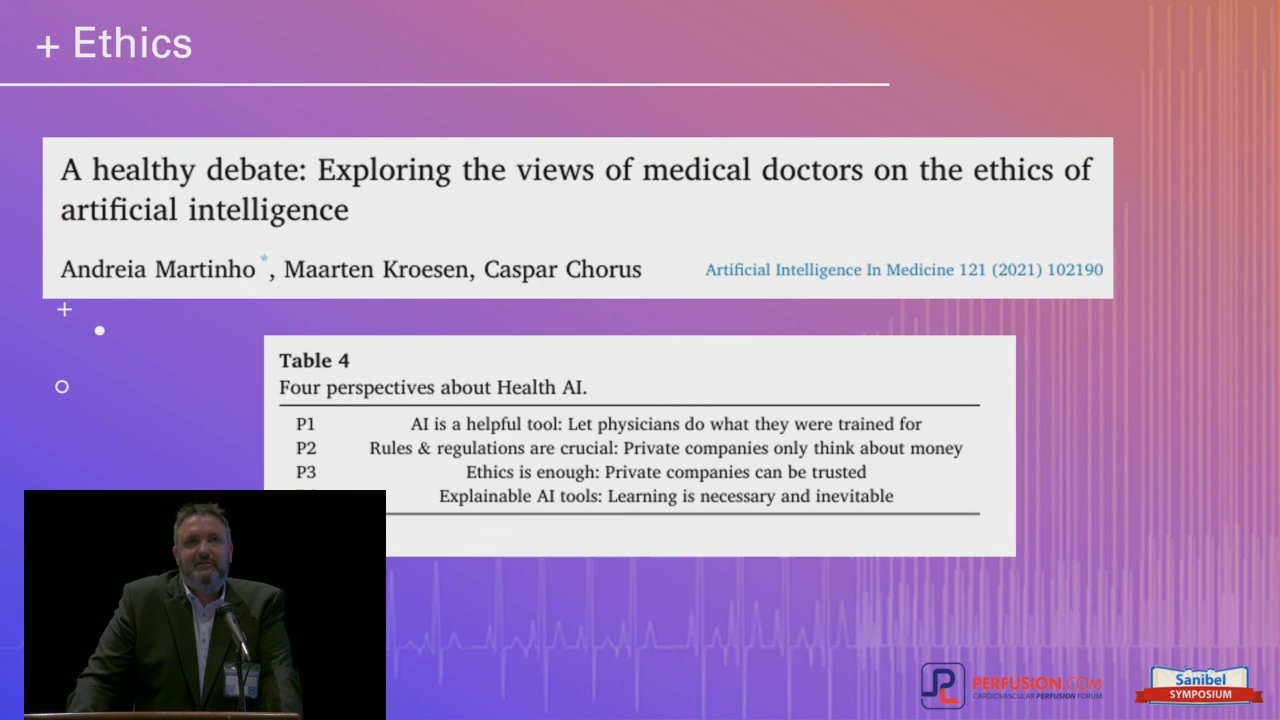 + Ethics
A healthy debate: Exploring the views of medical doctors on the ethics of
artificial intelligence
Andreia Martinho *, Maarten Kroesen, Caspar Chorus
Artificial Intelligence In Medicine 121 (2021) 102190
Table 4
Four perspectives about Health AI.
P1 AI is a helpful tool: Let physicians do what they were trained for
P2 Rules & regulations are crucial: Private companies only think about money
P3 Ethics is enough: Private companies can be trusted
Explainable AI tools: Learning is necessary and inevitable
PERFUSION.COM
CARDIOVASCULAR PERFUSION FORUM
Sanibel
SYMPOSIUM